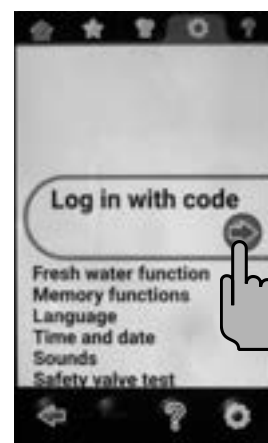 Log in with code
Fresh water function
Memory functions
Language
Time and date
Sounds
Safety valve test